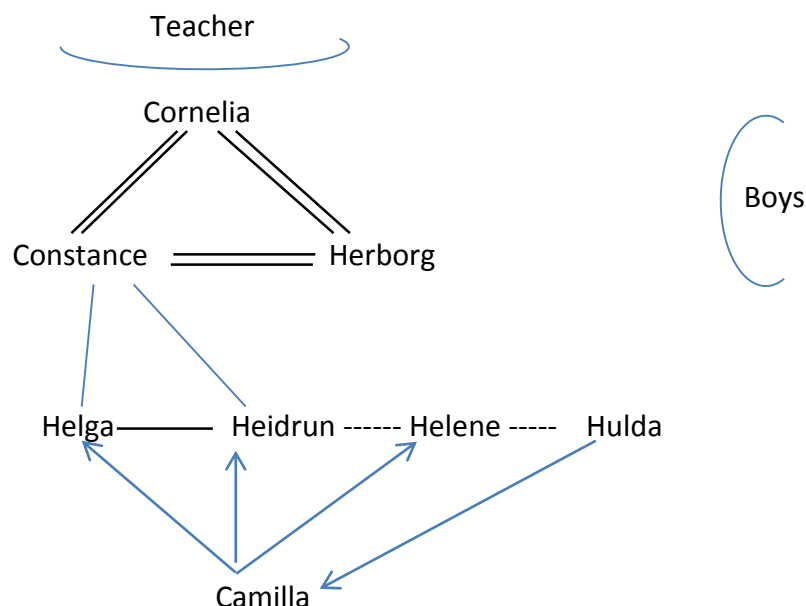 Teacher
Cornelia
Boys
Constance Herborg
Helga Heidrun ------ Helene ----- Hulda
Camilla